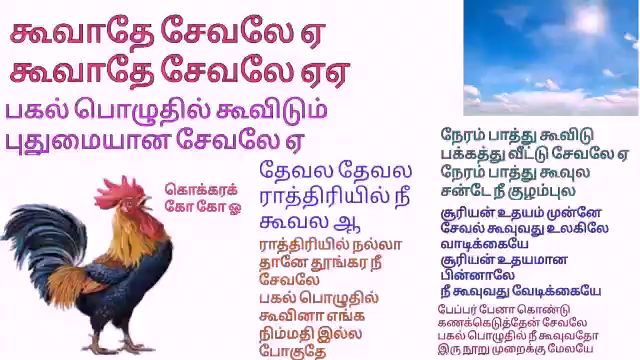 கூவாதே சேவலே ஏ
கூவாதே சேவலே ஏஏ
பகல் பொழுதில் கூவிடும்
புதுமையான சேவலே ஏ
கொக்கரக்
கோ கோ ஓ
தேவல தேவல
ராத்திரியில் நீ
கூவல ஆ
ராத்திரியில் நல்லா
தானே தூங்கர நீ
சேவலே
பகல் பொழுதில்
கூவினா எங்க
நிம்மதி இல்ல
போகுதே
நேரம் பாத்து கூவிடு
பக்கத்து வீட்டு சேவலே ஏ
நேரம் பாத்து கூவுல
சன்டே நீ குழம்புல
சூரியன் உதயம் முன்னே
சேவல் கூவுவது உலகிலே
வாடிக்கையே
சூரியன் உதயமான
பின்னாலே
நீ கூவுவது வேடிக்கையே
பேப்பர் பேனா கொண்டு
கணக்கெடுத்தேன் சேவலே
பகல் பொழுதில் நீ கூவுவதோ
இரு நூறு முறைக்கு மேலயே